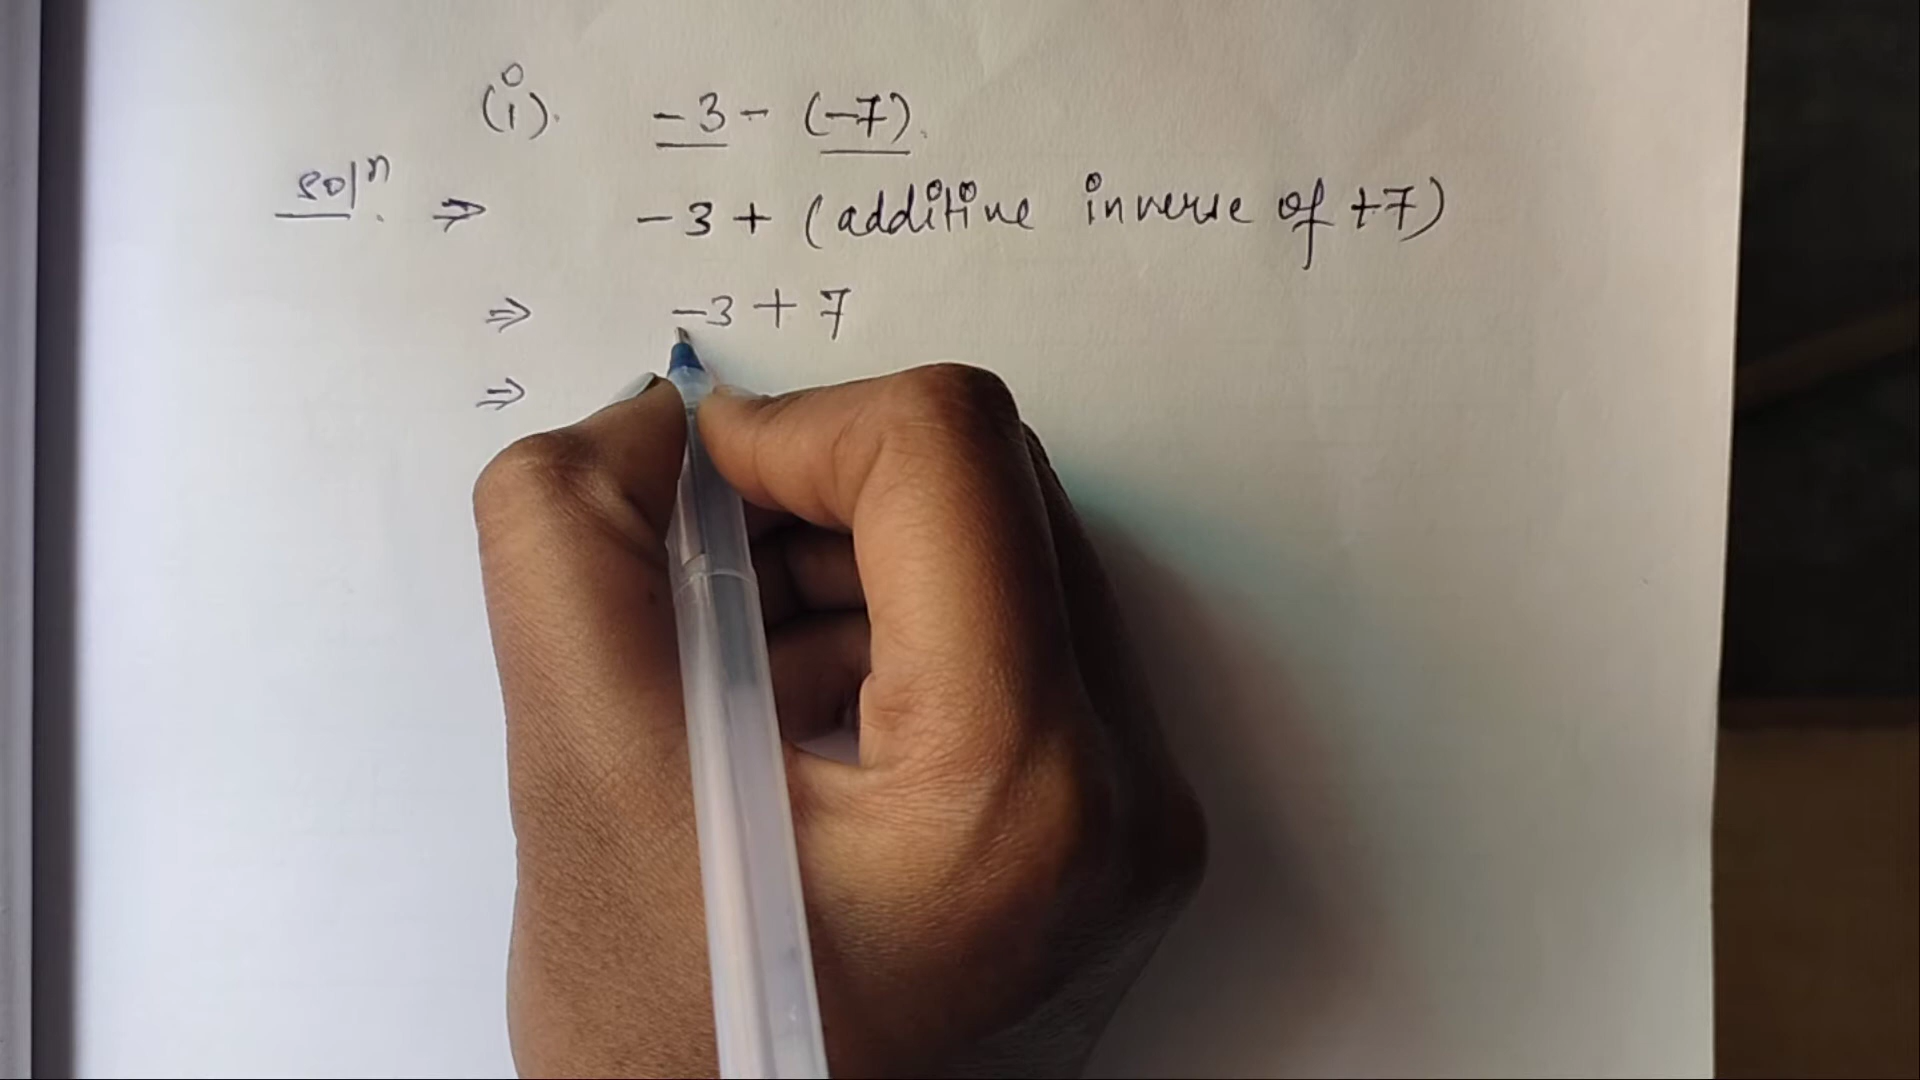 (i). -3 - (-7).
soln. ⇒ -3 + (additive inverse of +7)
⇒ -3 + 7
⇒